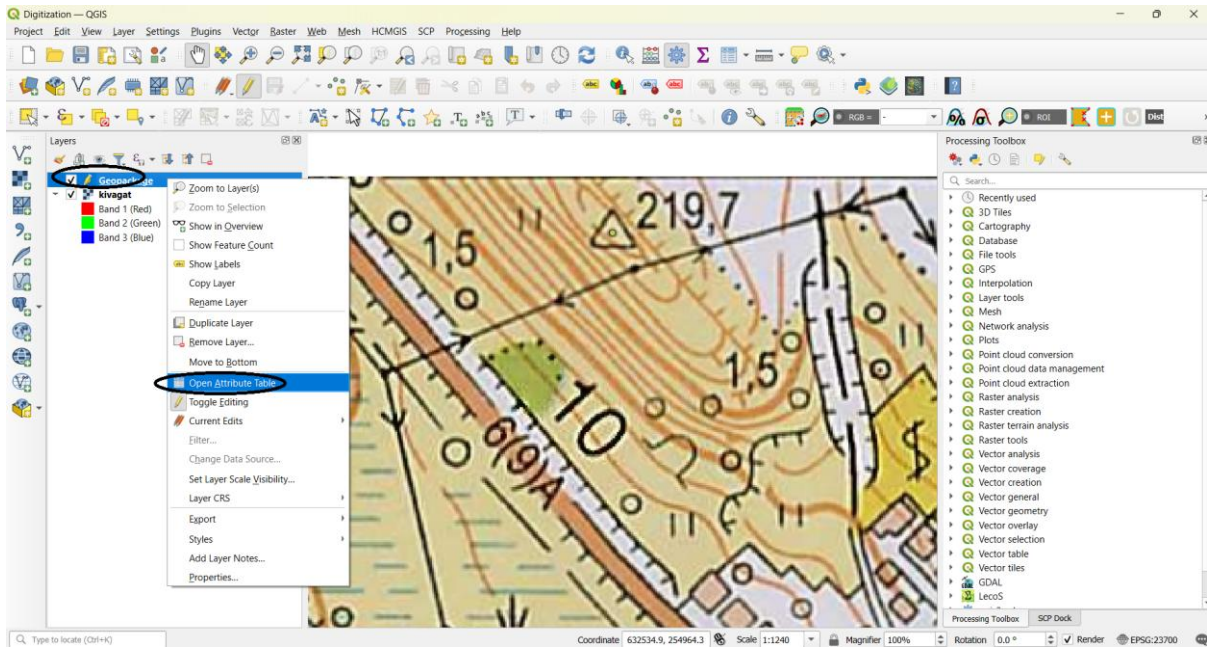 Digitization — QGIS
Project Edit View Layer Settings Plugins Vector Raster Web Mesh HCMGIS SCP Processing Help
RGB = -
ROI
Dist
Layers
Geopackage
kivagat
Band 1 (Red)
Band 2 (Green)
Band 3 (Blue)
Zoom to Layer(s)
Zoom to Selection
Show in Overview
Show Feature Count
Show Labels
Copy Layer
Rename Layer
Duplicate Layer
Remove Layer...
Move to Bottom
Open Attribute Table
Toggle Editing
Current Edits
Filter...
Change Data Source...
Set Layer Scale Visibility...
Layer CRS
Export
Styles
Add Layer Notes...
Properties...
219,7
1,5
1,5
10
6(9)A
Processing Toolbox
Search...
Recently used
3D Tiles
Cartography
Database
File tools
GPS
Interpolation
Layer tools
Mesh
Network analysis
Plots
Point cloud conversion
Point cloud data management
Point cloud extraction
Raster analysis
Raster creation
Raster terrain analysis
Raster tools
Vector analysis
Vector coverage
Vector creation
Vector general
Vector geometry
Vector overlay
Vector selection
Vector table
Vector tiles
GDAL
LecoS
Processing Toolbox SCP Dock
Type to locate (Ctrl+K)
Coordinate 632534.9, 254964.3 Scale 1:1240 Magnifier 100% Rotation 0.0 ° Render EPSG:23700